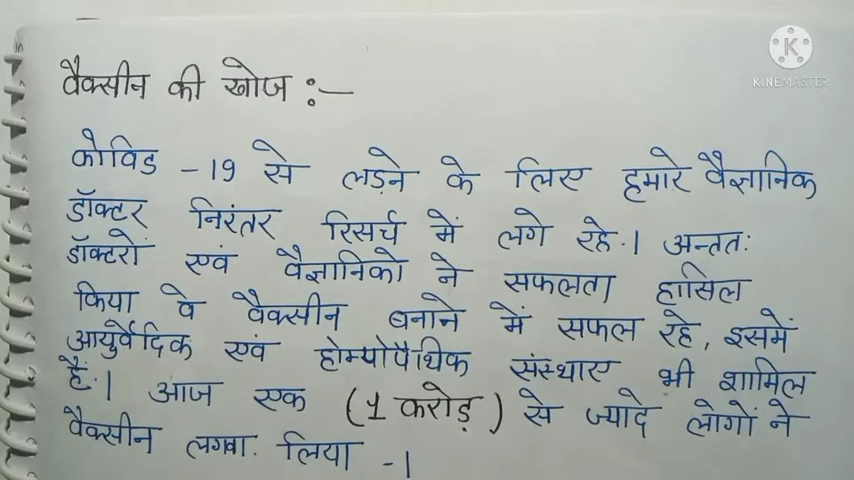 वैक्सीन की खोज :-
कोविड -19 से लड़ने के लिए हमारे वैज्ञानिक
डॉक्टर निरंतर रिसर्च में लगे रहे.। अन्ततः
डॉक्टरों एवं वैज्ञानिको ने सफलता हासिल
किया वे वैक्सीन बनाने में सफल रहे, इसमें
आयुर्वेदिक एवं होम्योपैथिक संस्थाए भी शामिल
हैं.। आज एक (1 करोड़) से ज्यादे लोगों ने
वैक्सीन लगवा. लिया -।
KINEMASTER